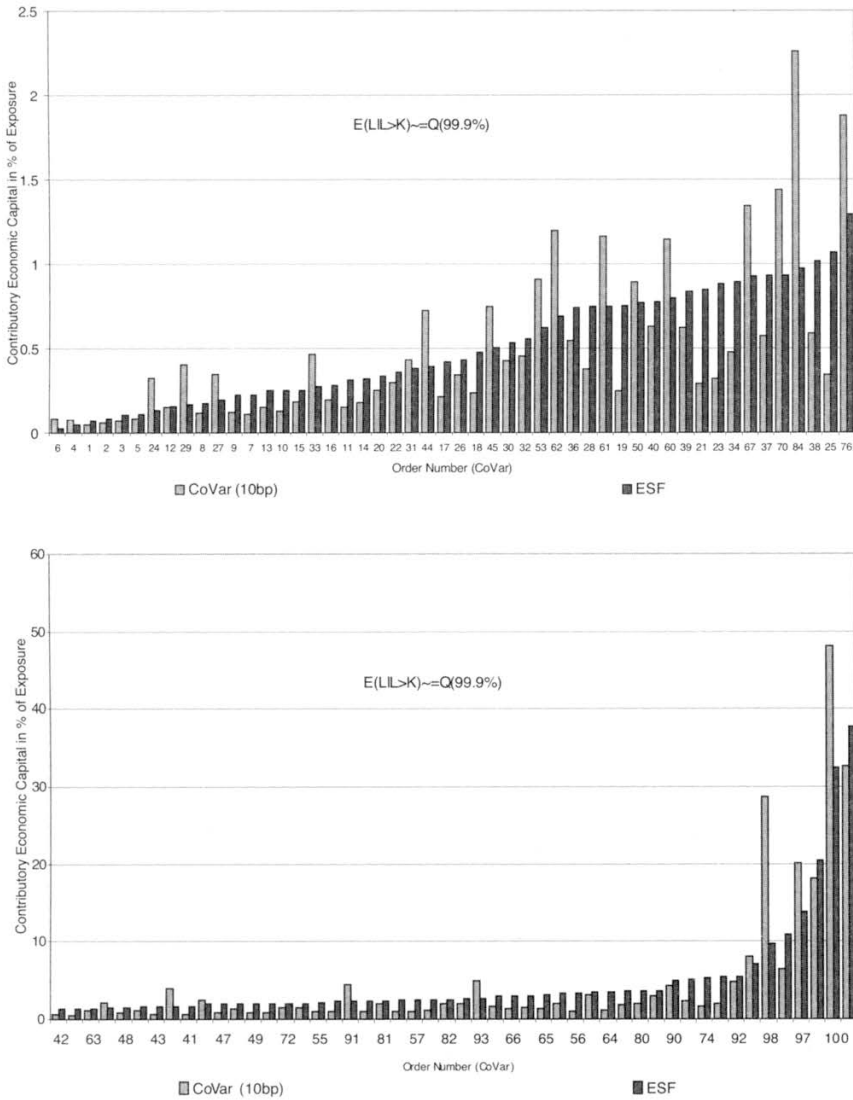 2.5
2
1.5
1
0.5
0
Contributory Economic Capital in % of Exposure
E(L|L>K)~=Q(99.9%)
6 4 1 2 3 5 24 12 29 8 27 9 7 13 10 15 33 16 11 14 20 22 31 44 17 26 18 45 30 32 53 62 36 28 61 19 50 40 60 39 21 23 34 67 37 70 84 38 25 76
Order Number (CoVar)
CoVar (10bp) ESF
60
50
40
30
20
10
0
Contributory Economic Capital in % of Exposure
E(L|L>K)~=Q(99.9%)
42 63 48 41 47 49 72 55 91 81 57 82 93 66 65 56 64 80 90 74 92 98 97 100
Order Number (CoVar)
CoVar (10bp) ESF